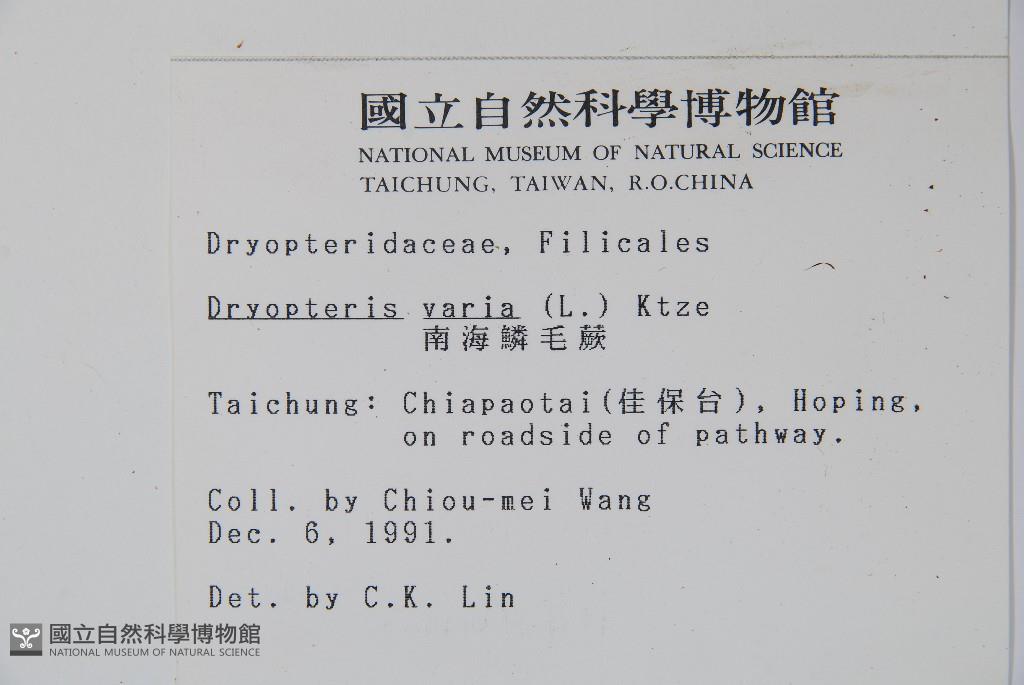 國立自然科學博物館
NATIONAL MUSEUM OF NATURAL SCIENCE
TAICHUNG, TAIWAN, R.O.CHINA
Dryopteridaceae, Filicales
Dryopteris varia (L.) Ktze
南海鱗毛蕨
Taichung: Chiapaotai(佳保台), Hoping,
on roadside of pathway.
Coll. by Chiou-mei Wang
Dec. 6, 1991.
Det. by C.K. Lin
國立自然科學博物館
NATIONAL MUSEUM OF NATURAL SCIENCE